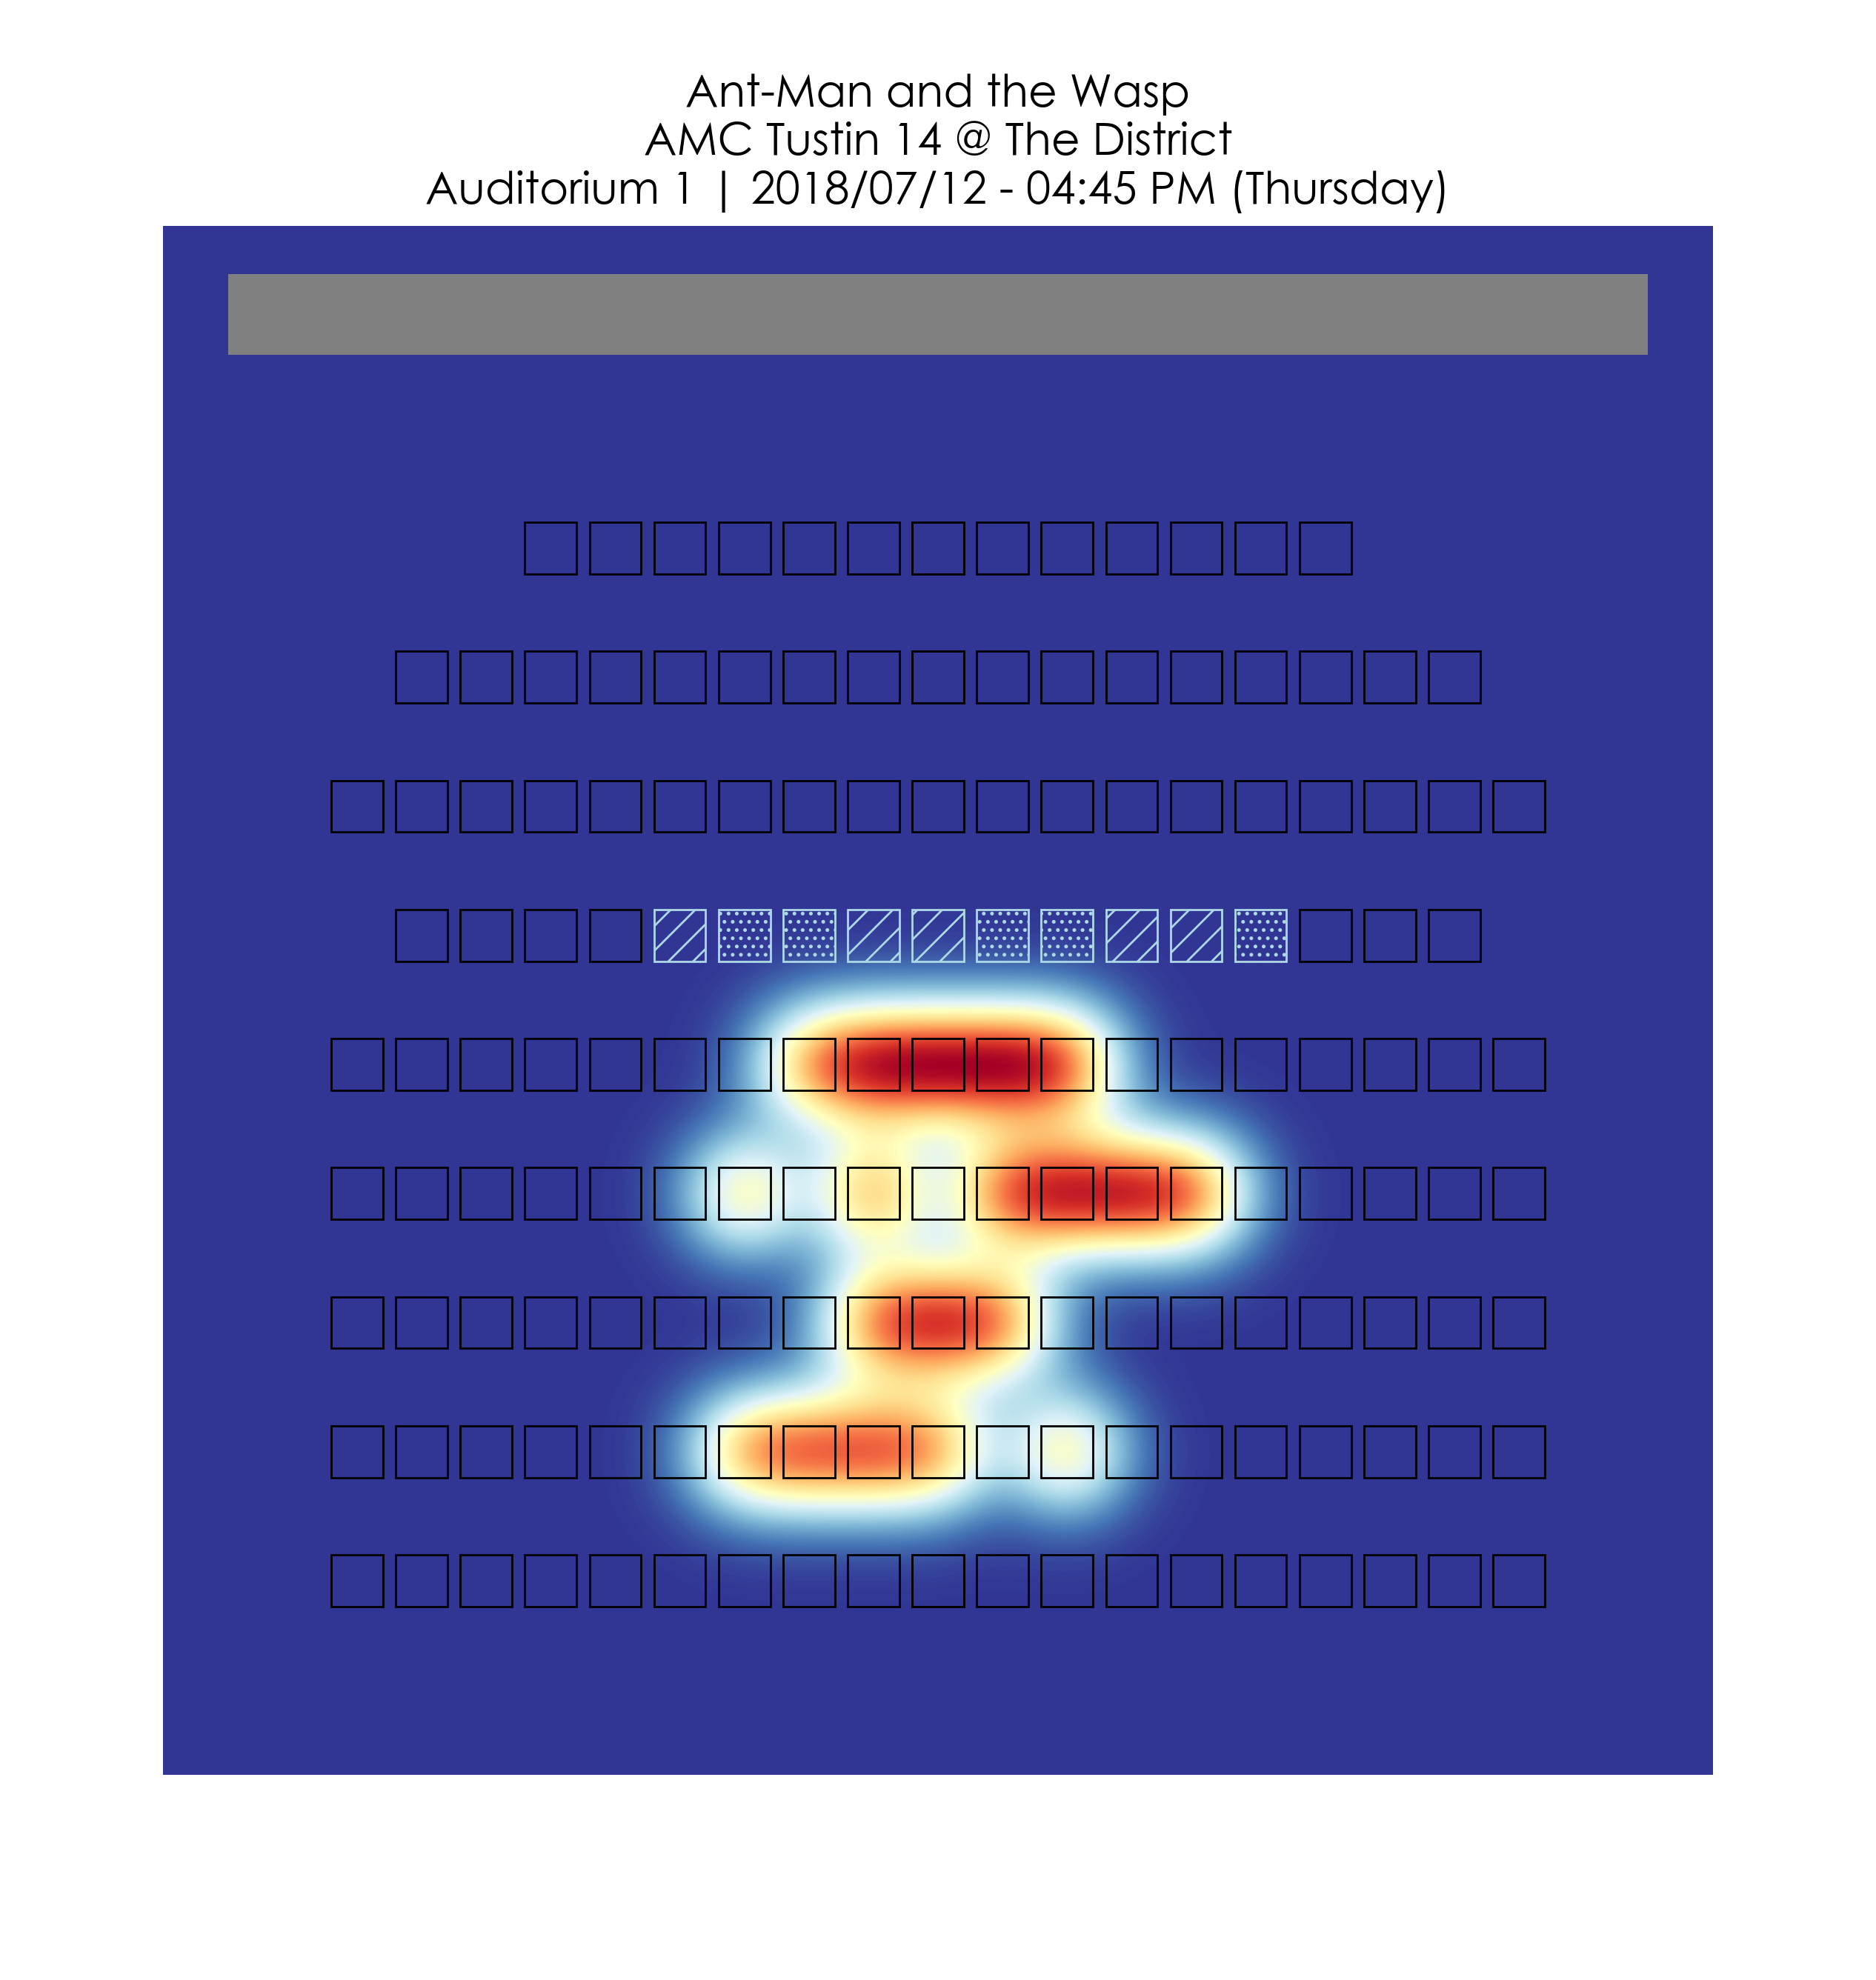 Ant-Man and the Wasp
AMC Tustin 14 @ The District
Auditorium 1 | 2018/07/12 - 04:45 PM (Thursday)